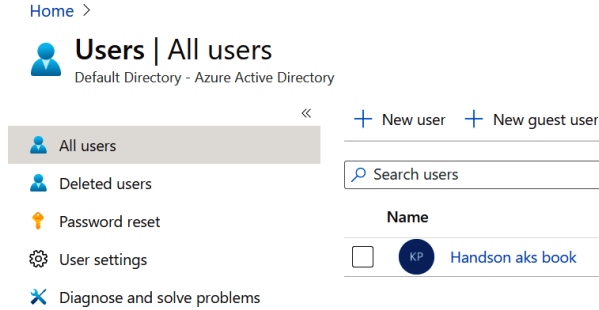 Home >
Users | All users
Default Directory - Azure Active Directory
«
All users
Deleted users
Password reset
User settings
Diagnose and solve problems
+ New user + New guest user
Search users
Name
KP Handson aks book